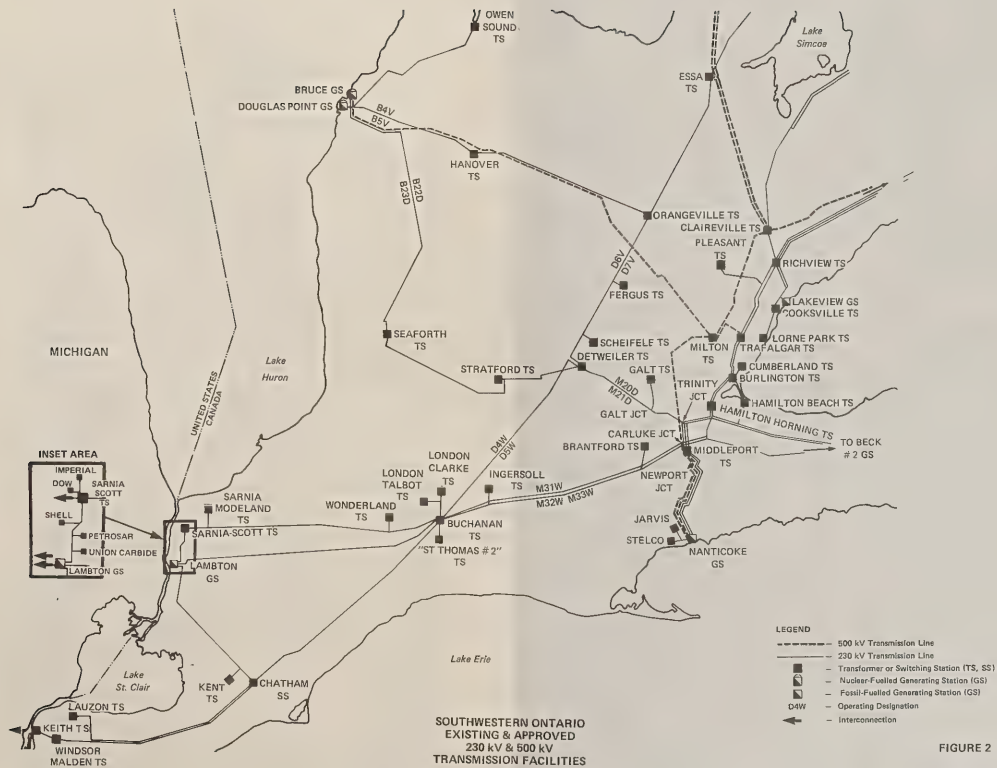 OWEN
SOUND
TS
Lake
Simcoe
ESSA
TS
BRUCE GS
DOUGLAS POINT GS
B4V
B5V
HANOVER
TS
B22D
B23D
ORANGEVILLE TS
CLAIREVILLE TS
PLEASANT
TS
RICHVIEW TS
D6V
D7V
FERGUS TS
LAKEVIEW GS
COOKSVILLE TS
LORNE PARK TS
MILTON
TS
TRAFALGAR TS
SEAFORTH
TS
SCHEIFELE TS
DETWEILER TS
STRATFORD TS
GALT TS
M20D
M21D
CUMBERLAND TS
BURLINGTON TS
TRINITY
JCT
HAMILTON BEACH TS
GALT JCT
HAMILTON HORNING TS
MICHIGAN
Lake
Huron
UNITED STATES
CANADA
CARLUKE JCT
BRANTFORD TS
MIDDLEPORT
TS
TO BECK
# 2 GS
NEWPORT
JCT
D4W
D5W
INSET AREA
IMPERIAL
DOW
SARNIA
SCOTT
TS
SHELL
PETROSAR
UNION CARBIDE
LAMBTON GS
SARNIA
MODELAND
TS
SARNIA-SCOTT TS
LAMBTON
GS
WONDERLAND
TS
LONDON
TALBOT
TS
LONDON
CLARKE
TS
INGERSOLL
TS
M31W
M32W M33W
BUCHANAN
TS
"ST THOMAS # 2"
TS
JARVIS
STELCO
NANTICOKE
GS
Lake
St. Clair
KENT
TS
CHATHAM
SS
Lake Erie
LAUZON TS
KEITH TS
WINDSOR
MALDEN TS
LEGEND
500 kV Transmission Line
230 kV Transmission Line
– Transformer or Switching Station (TS, SS)
– Nuclear-Fuelled Generating Station (GS)
– Fossil-Fuelled Generating Station (GS)
D4W – Operating Designation
– Interconnection
SOUTHWESTERN ONTARIO
EXISTING & APPROVED
230 kV & 500 kV
TRANSMISSION FACILITIES
FIGURE 2